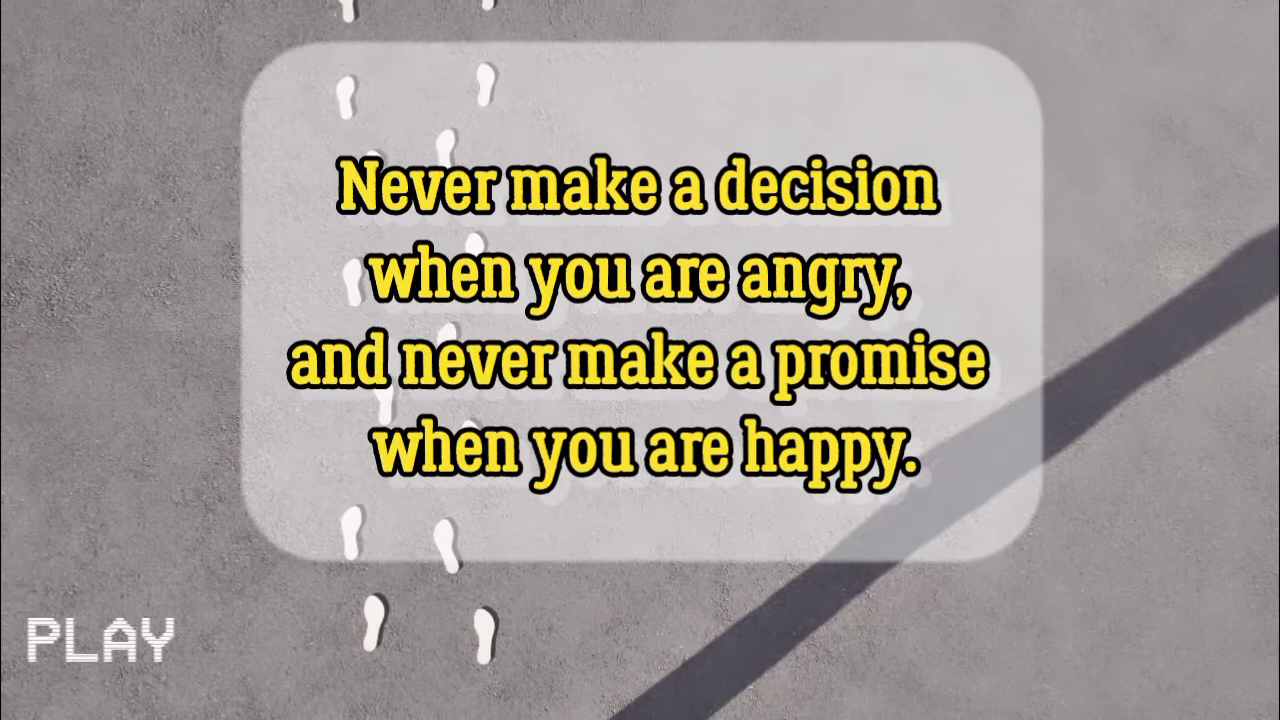 Never make a decision
when you are angry,
and never make a promise
when you are happy.
PLAY